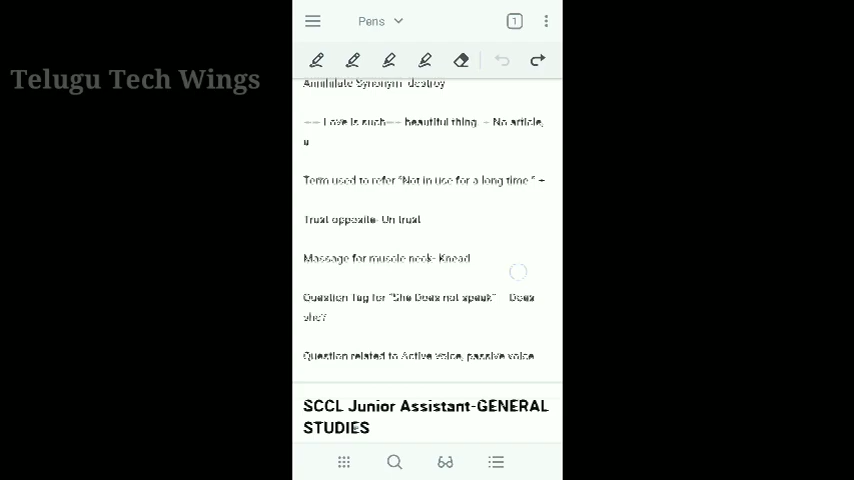 Pens
1
Telugu Tech Wings
Annihilate Synonym- destroy
—— Love is such—— beautiful thing. – No article,
Term used to refer "Not in use for a long time " –
Trust opposite- Un trust
Massage for muscle neck- Knead
Question Tag for "She Does not speak" – Does
she?
Question related to Active Voice, passive voice
SCCL Junior Assistant-GENERAL
STUDIES